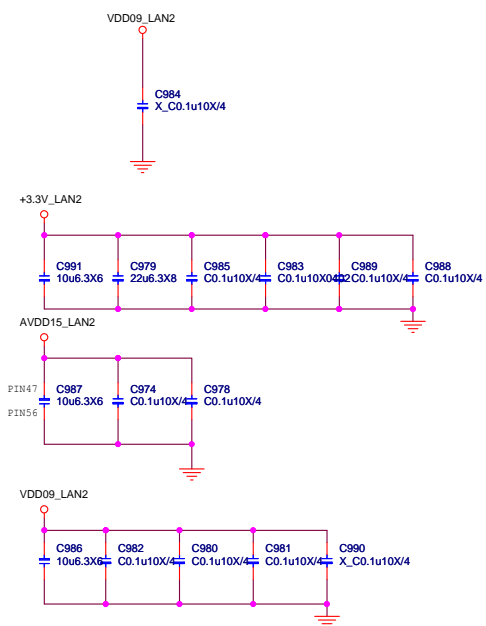 VDD09_LAN2
C984
X_C0.1u10X/4
+3.3V_LAN2
C991
10u6.3X6
C979
22u6.3X8
C985
C0.1u10X/4
C983
C0.1u10X0402
C989
C0.1u10X/4
C988
C0.1u10X/4
AVDD15_LAN2
PIN47
PIN56
C987
10u6.3X6
C974
C0.1u10X/4
C978
C0.1u10X/4
VDD09_LAN2
C986
10u6.3X6
C982
C0.1u10X/4
C980
C0.1u10X/4
C981
C0.1u10X/4
C990
X_C0.1u10X/4